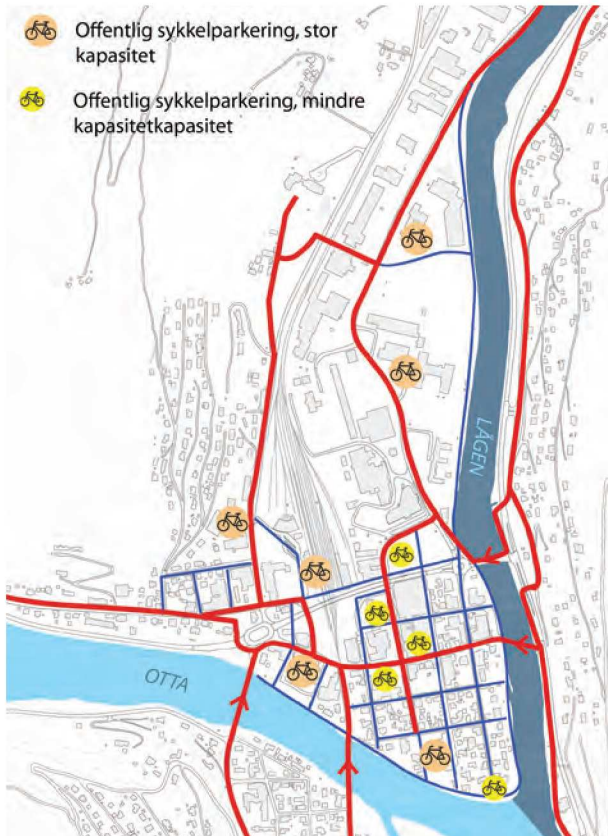 Offentlig sykkelparkering, stor
kapasitet
Offentlig sykkelparkering, mindre
kapasitetkapasitet
LÅGEN
OTTA